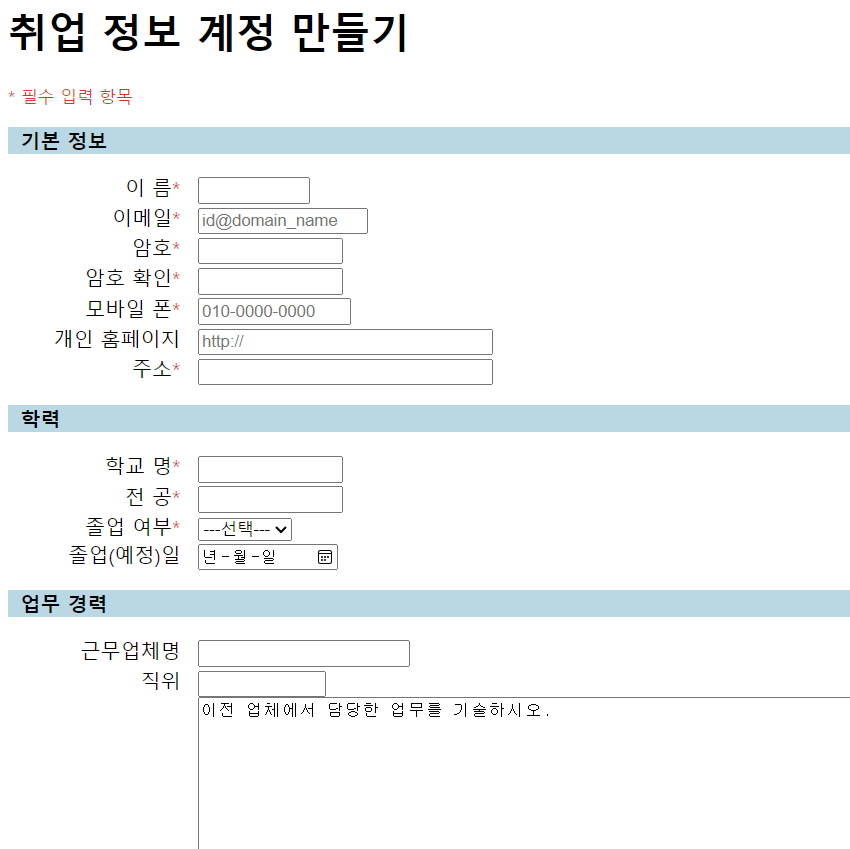 취업 정보 계정 만들기
* 필수 입력 항목
기본 정보
이 름*
이메일* id@domain_name
암호*
암호 확인*
모바일 폰* 010-0000-0000
개인 홈페이지 http://
주소*
학력
학교 명*
전 공*
졸업 여부* ---선택---
졸업(예정)일 년-월-일
업무 경력
근무업체명
직위
이전 업체에서 담당한 업무를 기술하시오.